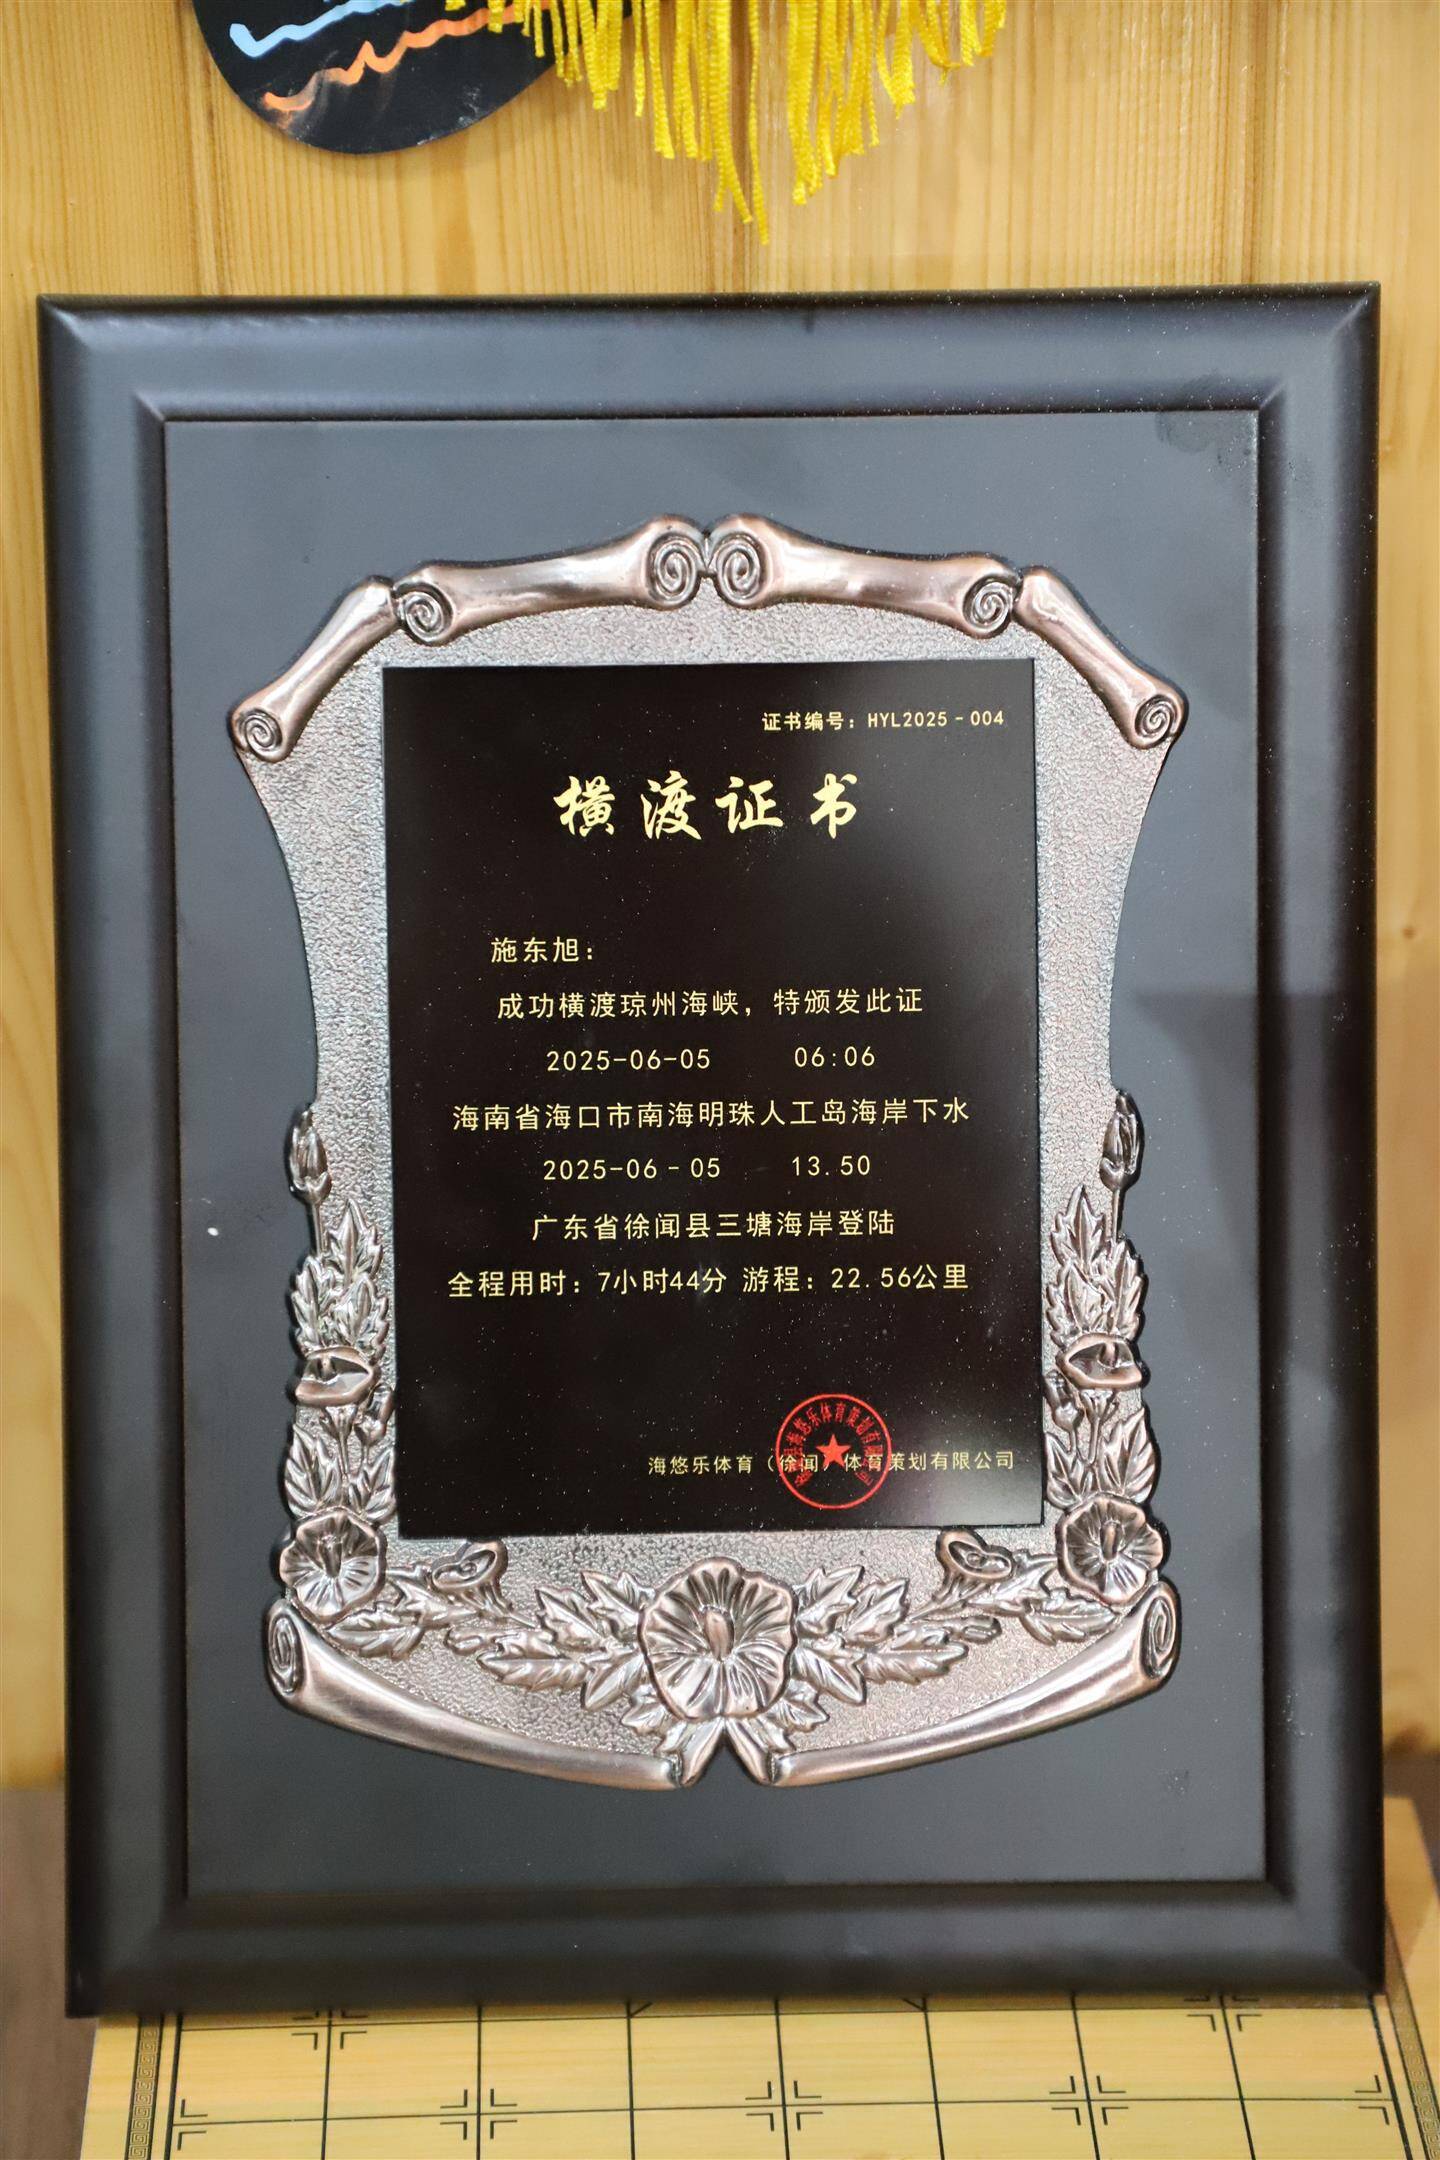 证书编号：HYL2025-004
横渡证书
施东旭：
成功横渡琼州海峡，特颁发此证
2025-06-05 06:06
海南省海口市南海明珠人工岛海岸下水
2025-06-05 13.50
广东省徐闻县三塘海岸登陆
全程用时：7小时44分 游程：22.56公里
海悠乐体育（徐闻）体育策划有限公司